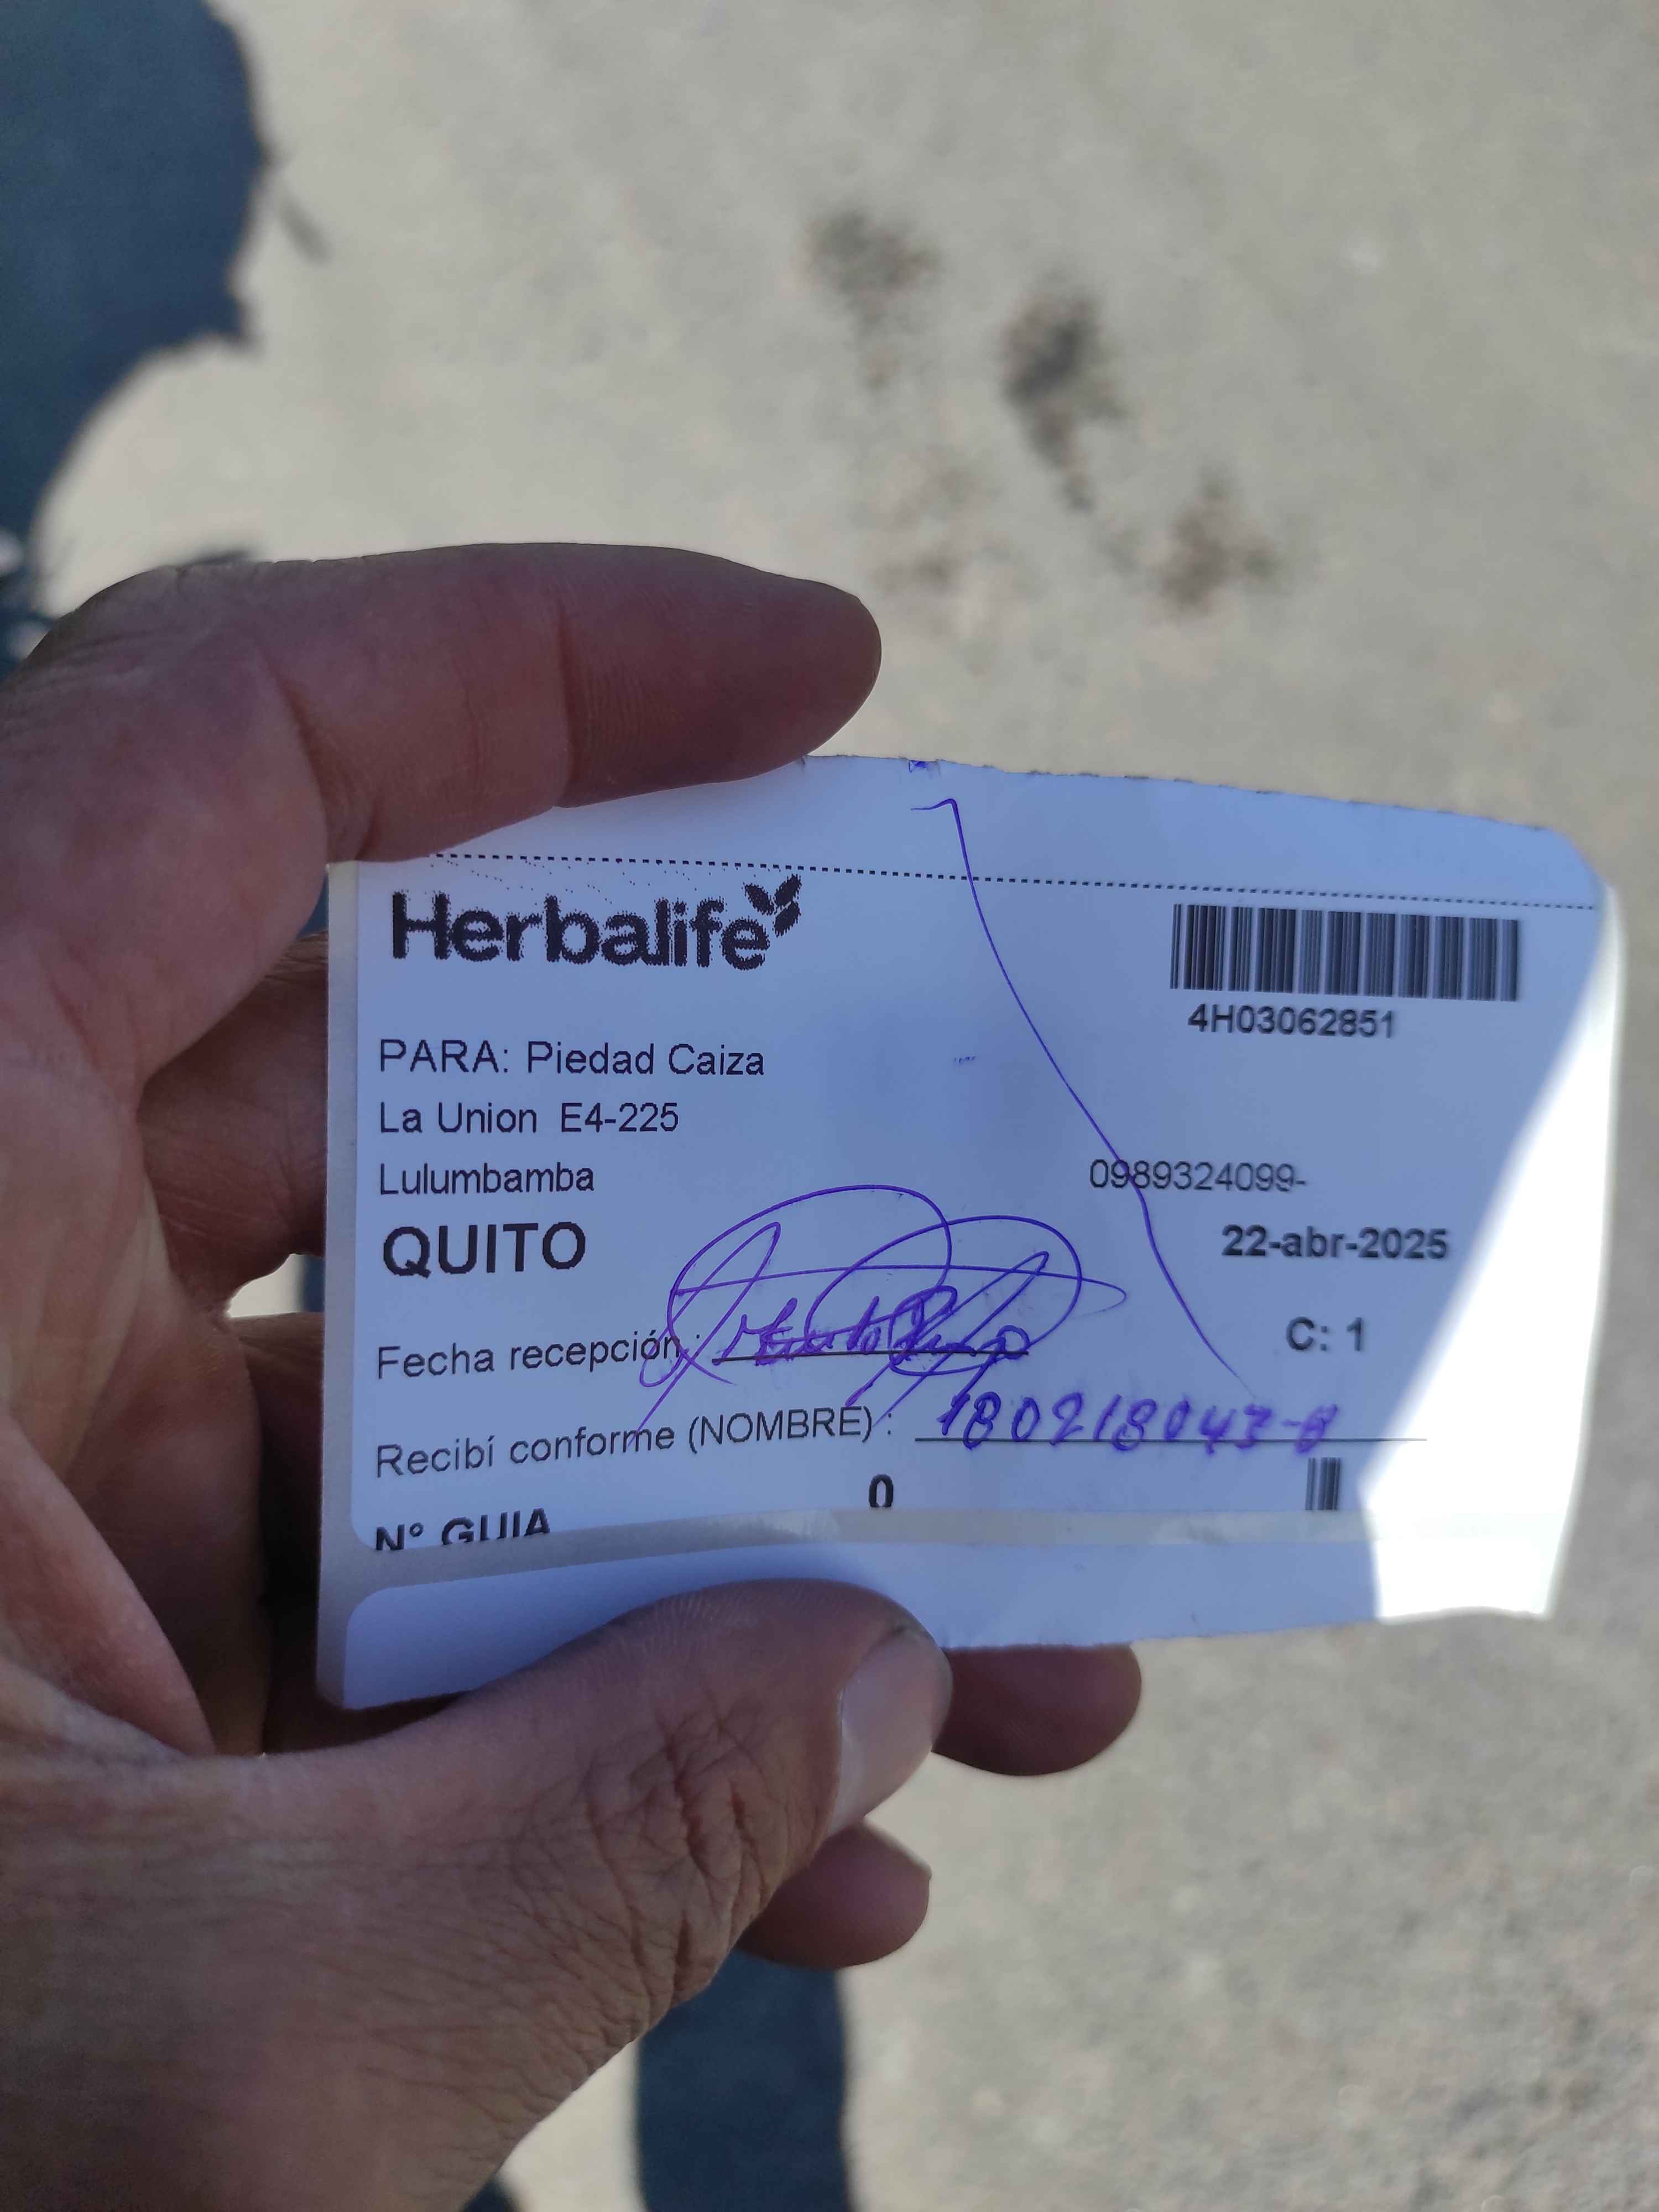 Herbalife
4H03062851
PARA: Piedad Caiza
La Union E4-225
Lulumbamba
0989324099-
QUITO
22-abr-2025
C: 1
Fecha recepción :
Recibí conforme (NOMBRE) : 180218043-8
0
N° GUIA